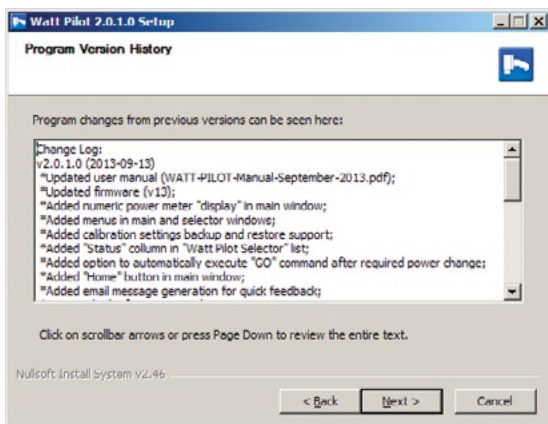 Watt Pilot 2.0.1.0 Setup
Program Version History
Program changes from previous versions can be seen here:
Change Log:
v2.0.1.0 (2013-09-13)
*Updated user manual (WATT-PILOT-Manual-September-2013.pdf);
*Updated firmware (v13);
*Added numeric power meter "display" in main window;
*Added menus in main and selector windows;
*Added calibration settings backup and restore support;
*Added "Status" column in "Watt Pilot Selector" list;
*Added option to automatically execute "GO" command after required power change;
*Added "Home" button in main window;
*Added email message generation for quick feedback;
Click on scrollbar arrows or press Page Down to review the entire text.
Nullsoft Install System v2.46
< Back Next > Cancel